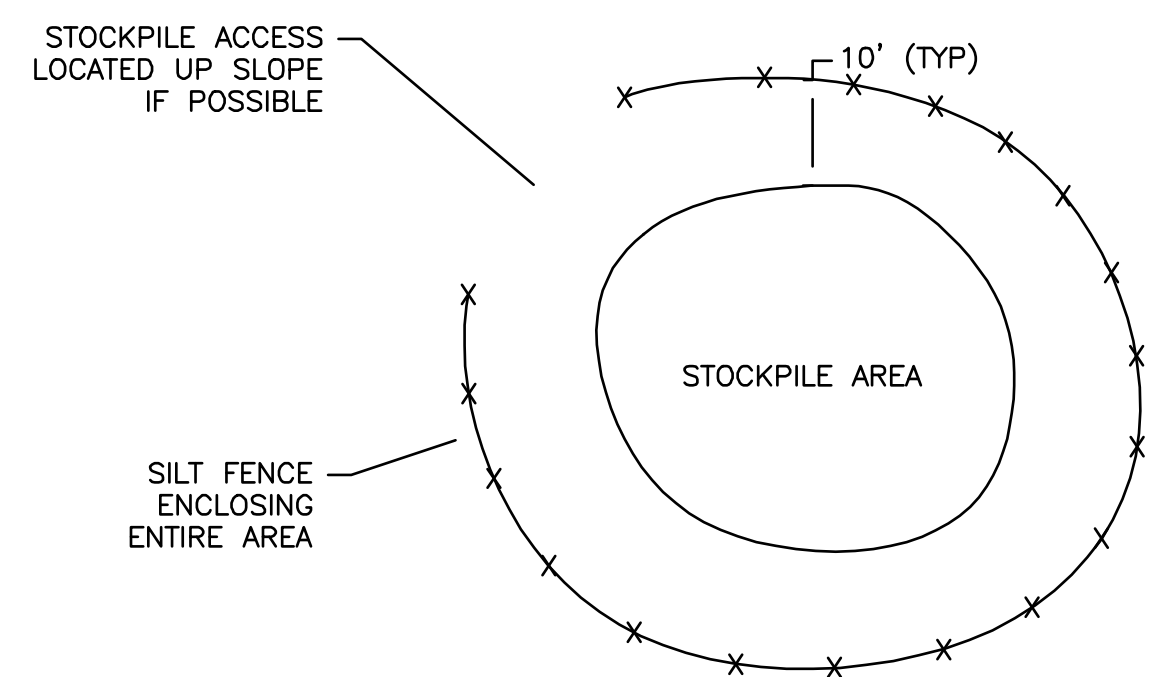 STOCKPILE ACCESS
LOCATED UP SLOPE
IF POSSIBLE
10' (TYP)
STOCKPILE AREA
SILT FENCE
ENCLOSING
ENTIRE AREA